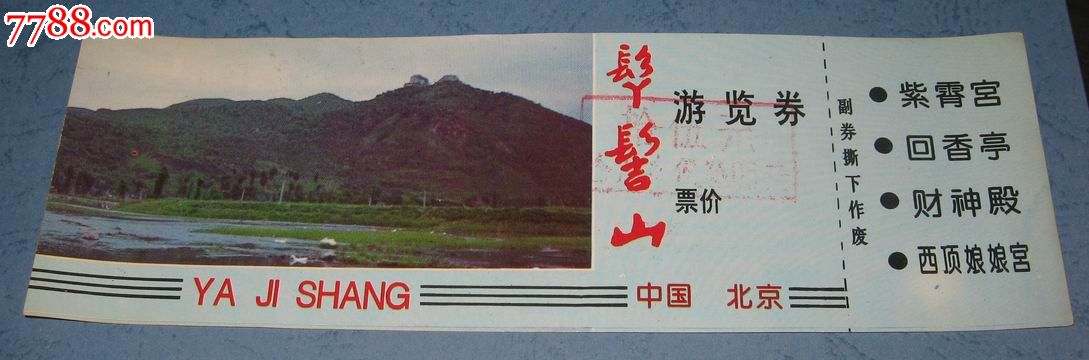 7788.com
髽髻山
游览券
票价
YA JI SHANG
中国 北京
副券撕下作废
● 紫霄宫
● 回香亭
● 财神殿
● 西顶娘娘宫